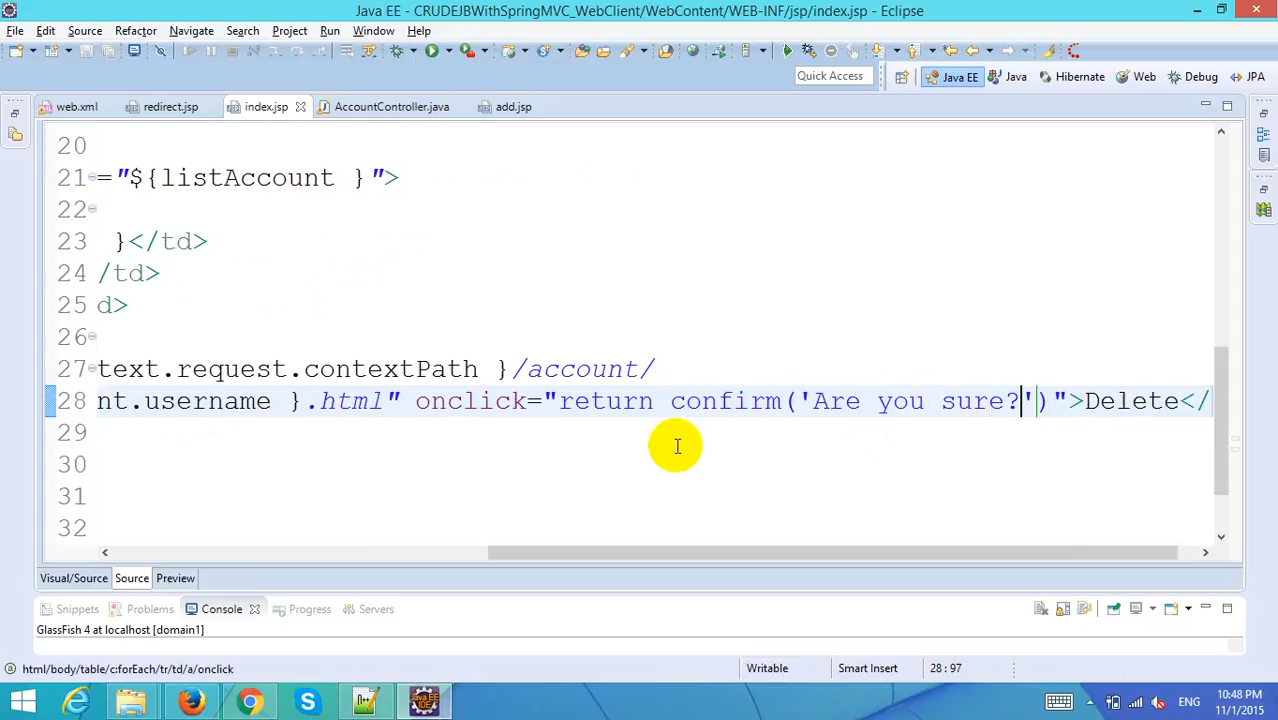 Java EE - CRUDEJBWithSpringMVC_WebClient/WebContent/WEB-INF/jsp/index.jsp - Eclipse
File Edit Source Refactor Navigate Search Project Run Window Help
Quick Access Java EE Java Hibernate Web Debug JPA
web.xml redirect.jsp index.jsp AccountController.java add.jsp
20
21 ="${listAccount }">
22
23 }</td>
24 /td>
25 d>
26
27 text.request.contextPath }/account/
28 nt.username }.html" onclick="return confirm('Are you sure?')">Delete</
29
30
31
32
Visual/Source Source Preview
Snippets Problems Console Progress Servers
GlassFish 4 at localhost [domain1]
html/body/table/c:forEach/tr/td/a/onclick Writable Smart Insert 28 : 97
ENG 10:48 PM
11/1/2015